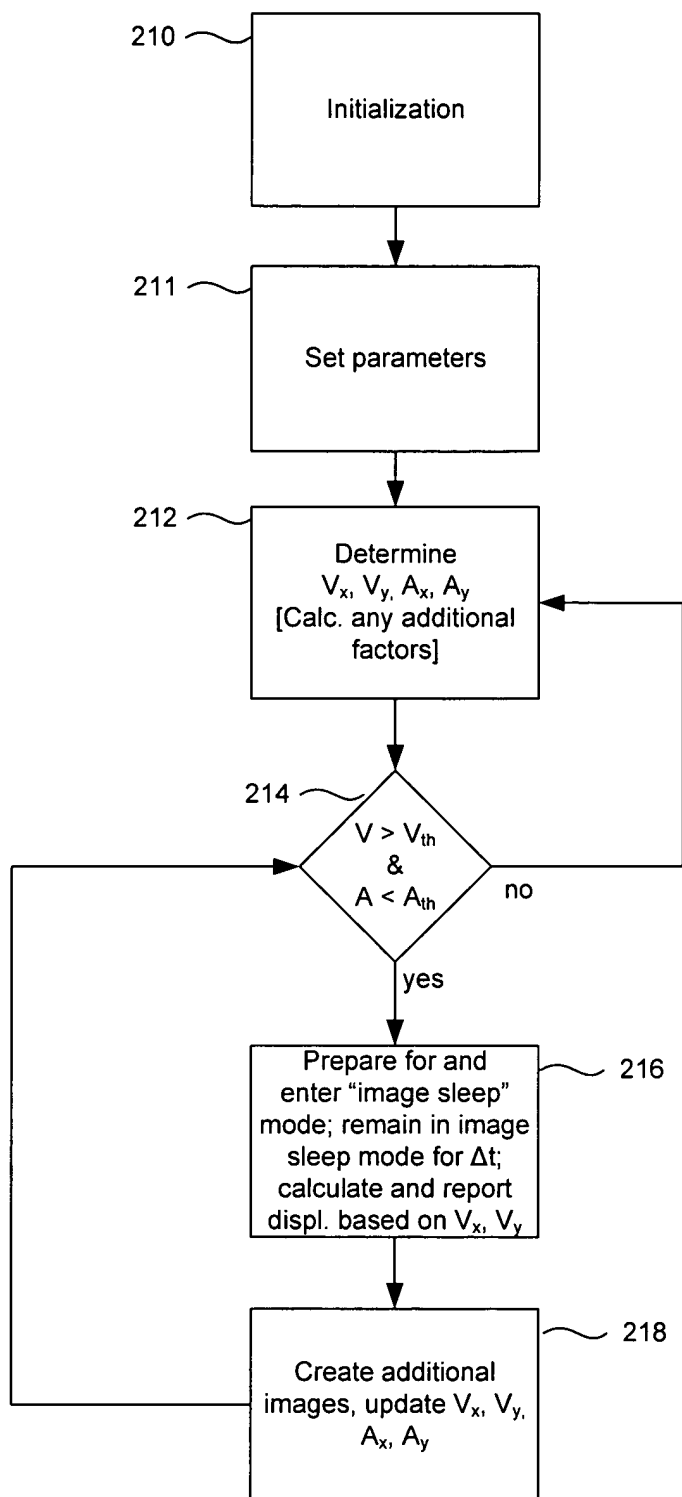 210
Initialization
211
Set parameters
212
Determine
Vx, Vy, Ax, Ay
[Calc. any additional
factors]
214
V > Vth
&
A < Ath
no
yes
Prepare for and
enter “image sleep”
mode; remain in image
sleep mode for Δt;
calculate and report
displ. based on Vx, Vy
216
218
Create additional
images, update Vx, Vy,
Ax, Ay